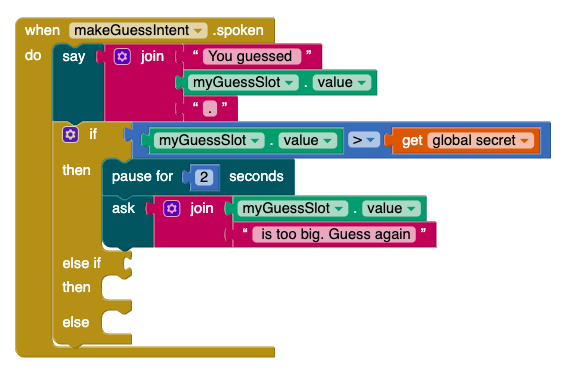 when makeGuessIntent .spoken
do say join “ You guessed ”
myGuessSlot . value
“ . ”
if myGuessSlot . value > get global secret
then pause for 2 seconds
ask join myGuessSlot . value
“ is too big. Guess again ”
else if
then
else